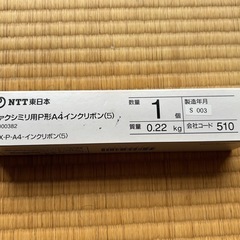 NTT東日本
ァクシミリ用P形A4インクリボン(5)
000382
X-P-A4-インクリボン(5)
数量 1 個
質量 0.22 kg
製造年月
S 003
会社コード 510